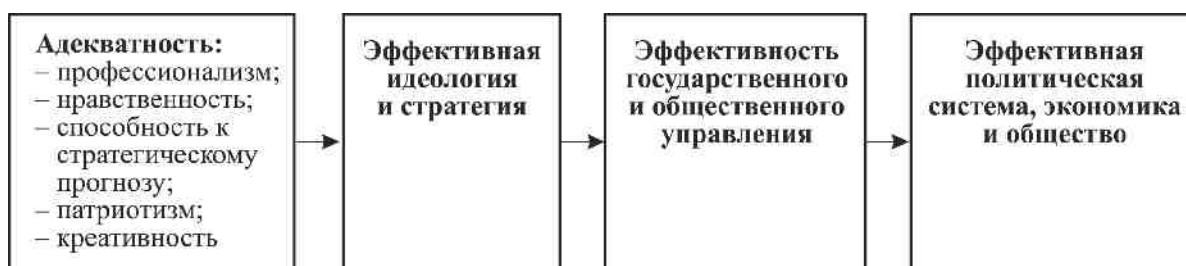 Адекватность:
– профессионализм;
– нравственность;
– способность к
стратегическому
прогнозу;
– патриотизм;
– креативность
Эффективная
идеология
и стратегия
Эффективность
государственного
и общественного
управления
Эффективная
политическая
система, экономика
и общество